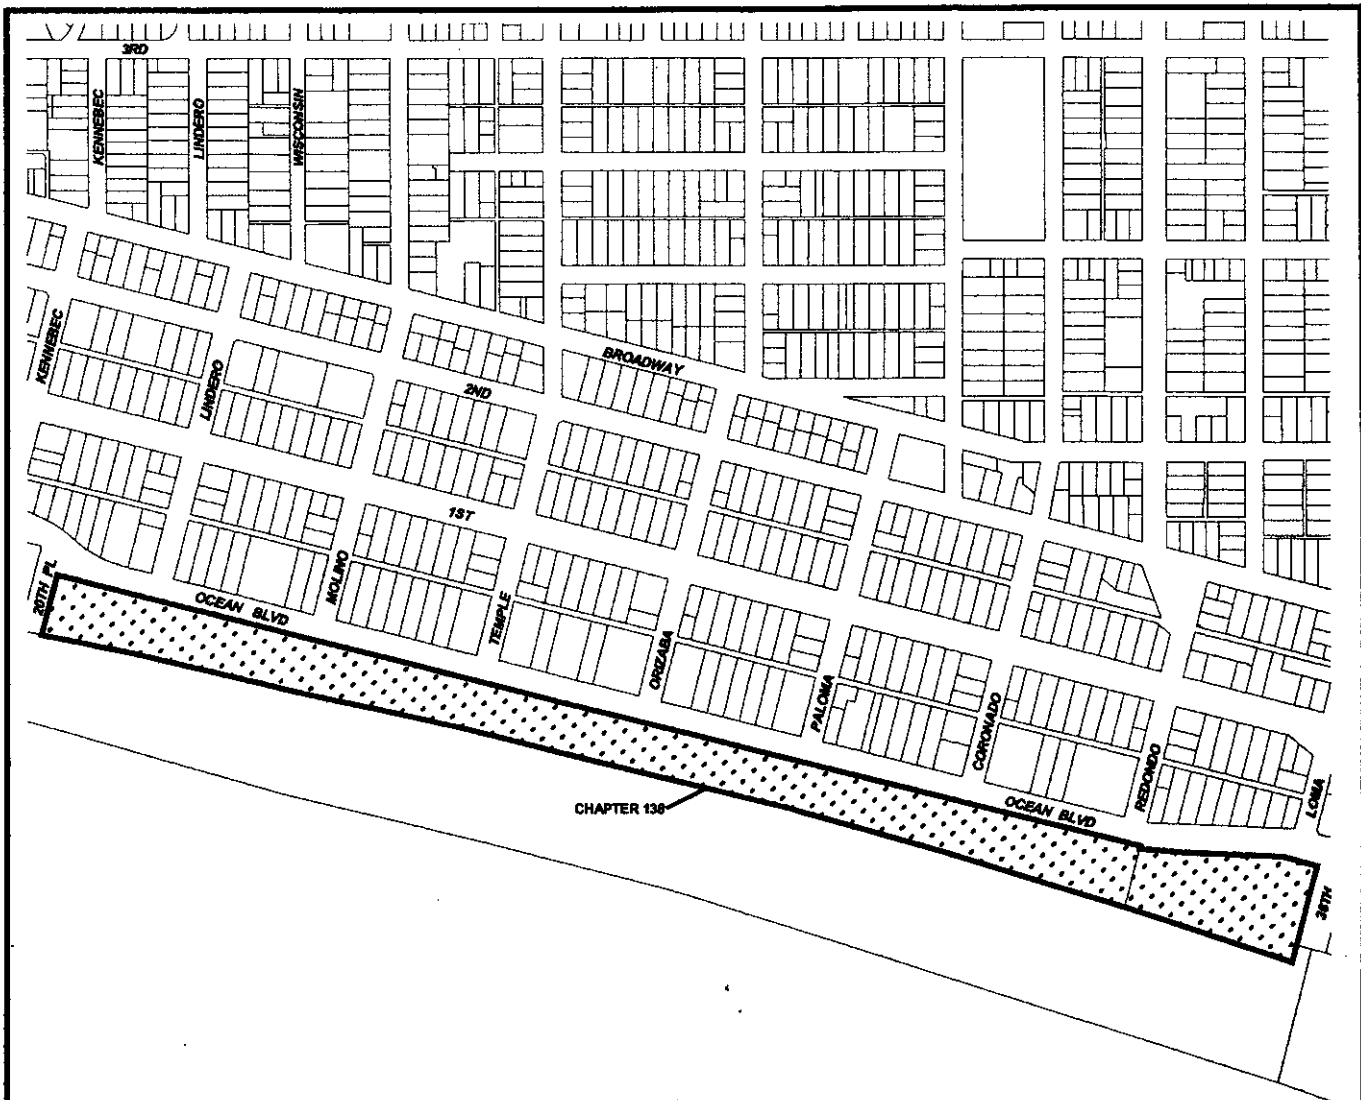 3RD
KENNEBEC
LINDERO
WISCONSIN
KENNEBEC
LINDERO
BROADWAY
2ND
1ST
20TH PL
OCEAN BLVD
MOLINO
TEMPLE
ORIZABA
PALOMA
CORONADO
REDONDO
LOMA
CHAPTER 138
OCEAN BLVD
36TH